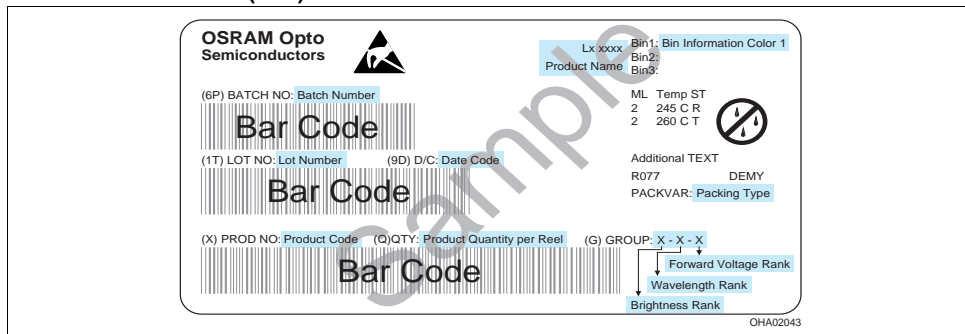 OSRAM Opto
Semiconductors
Lx xxxx
Product Name
Bin1: Bin Information Color 1
Bin2:
Bin3:
(6P) BATCH NO: Batch Number
Bar Code
ML Temp ST
2 245 C R
2 260 C T
(1T) LOT NO: Lot Number (9D) D/C: Date Code
Bar Code
Additional TEXT
R077 DEMY
PACKVAR: Packing Type
(X) PROD NO: Product Code (Q)QTY: Product Quantity per Reel (G) GROUP: X - X - X
Bar Code
Forward Voltage Rank
Wavelength Rank
Brightness Rank
Sample
OHA02043